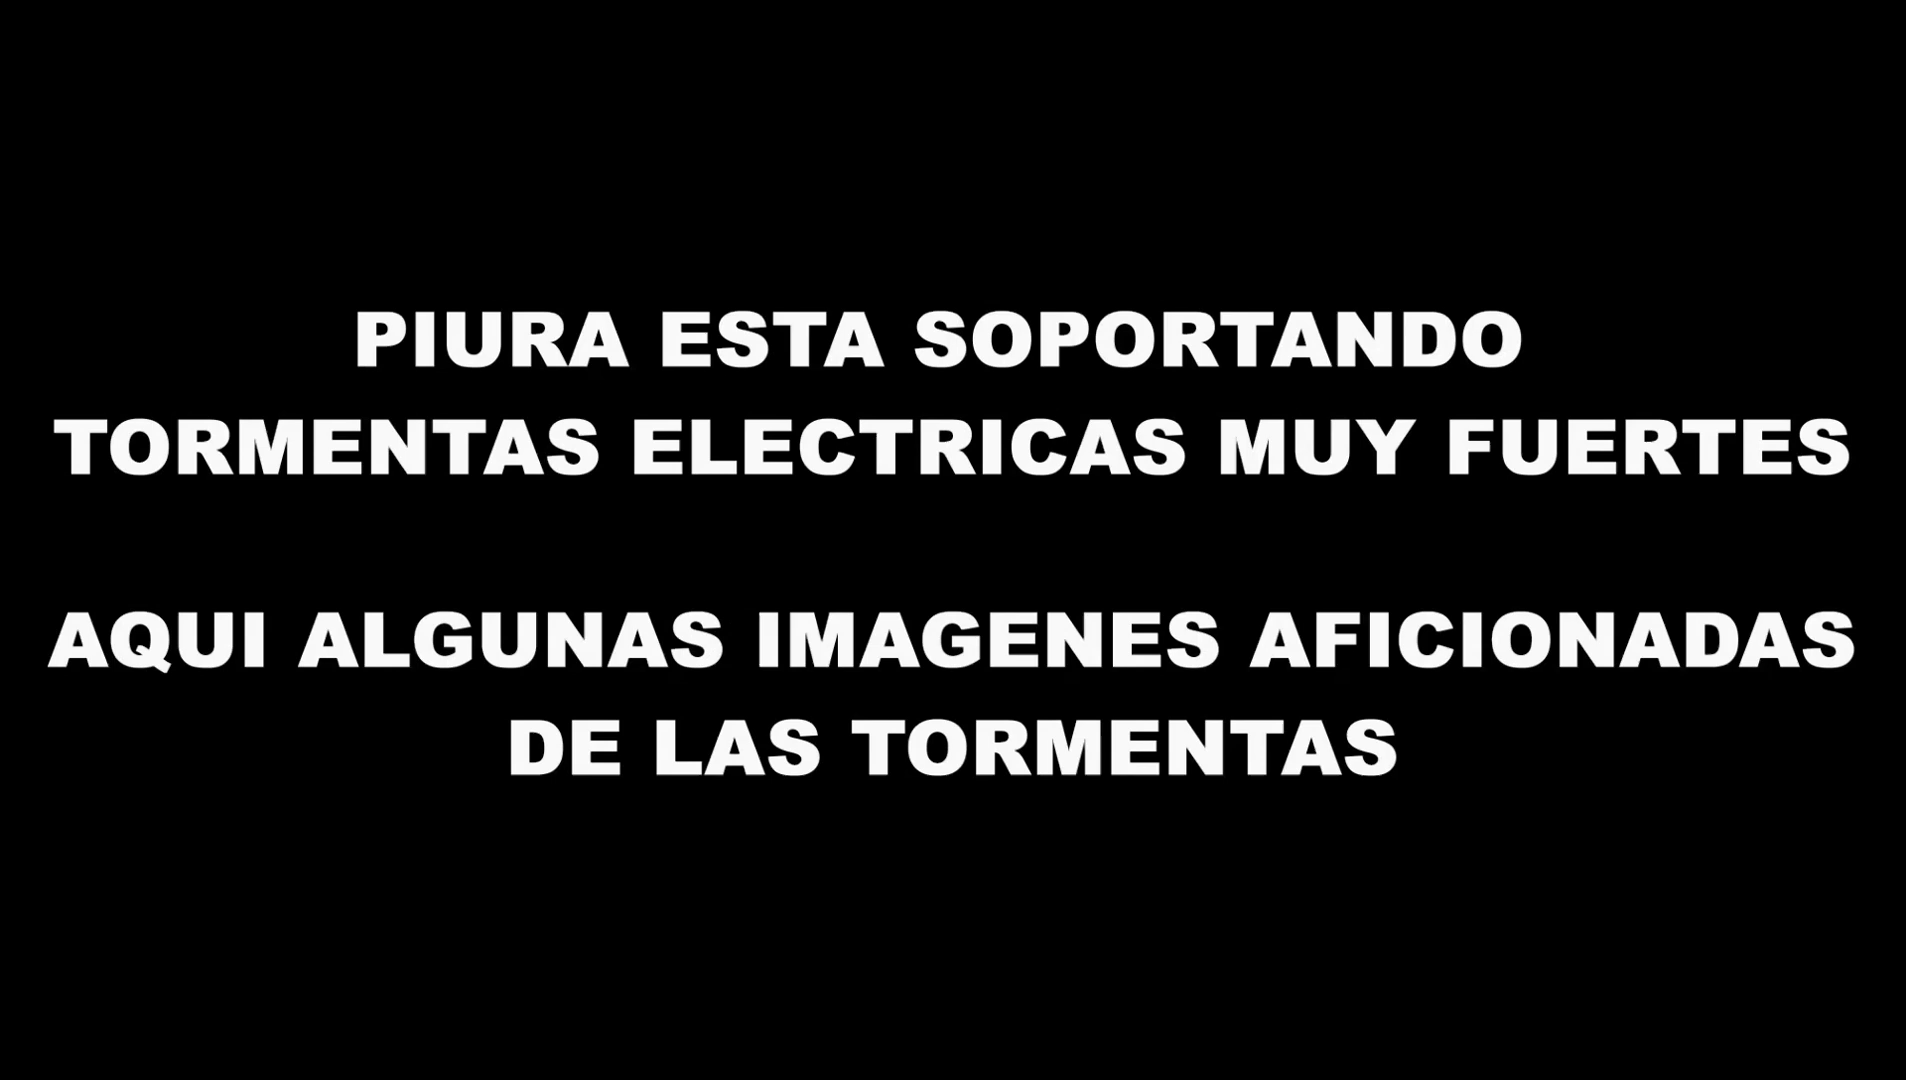 PIURA ESTA SOPORTANDO
TORMENTAS ELECTRICAS MUY FUERTES
AQUI ALGUNAS IMAGENES AFICIONADAS
DE LAS TORMENTAS